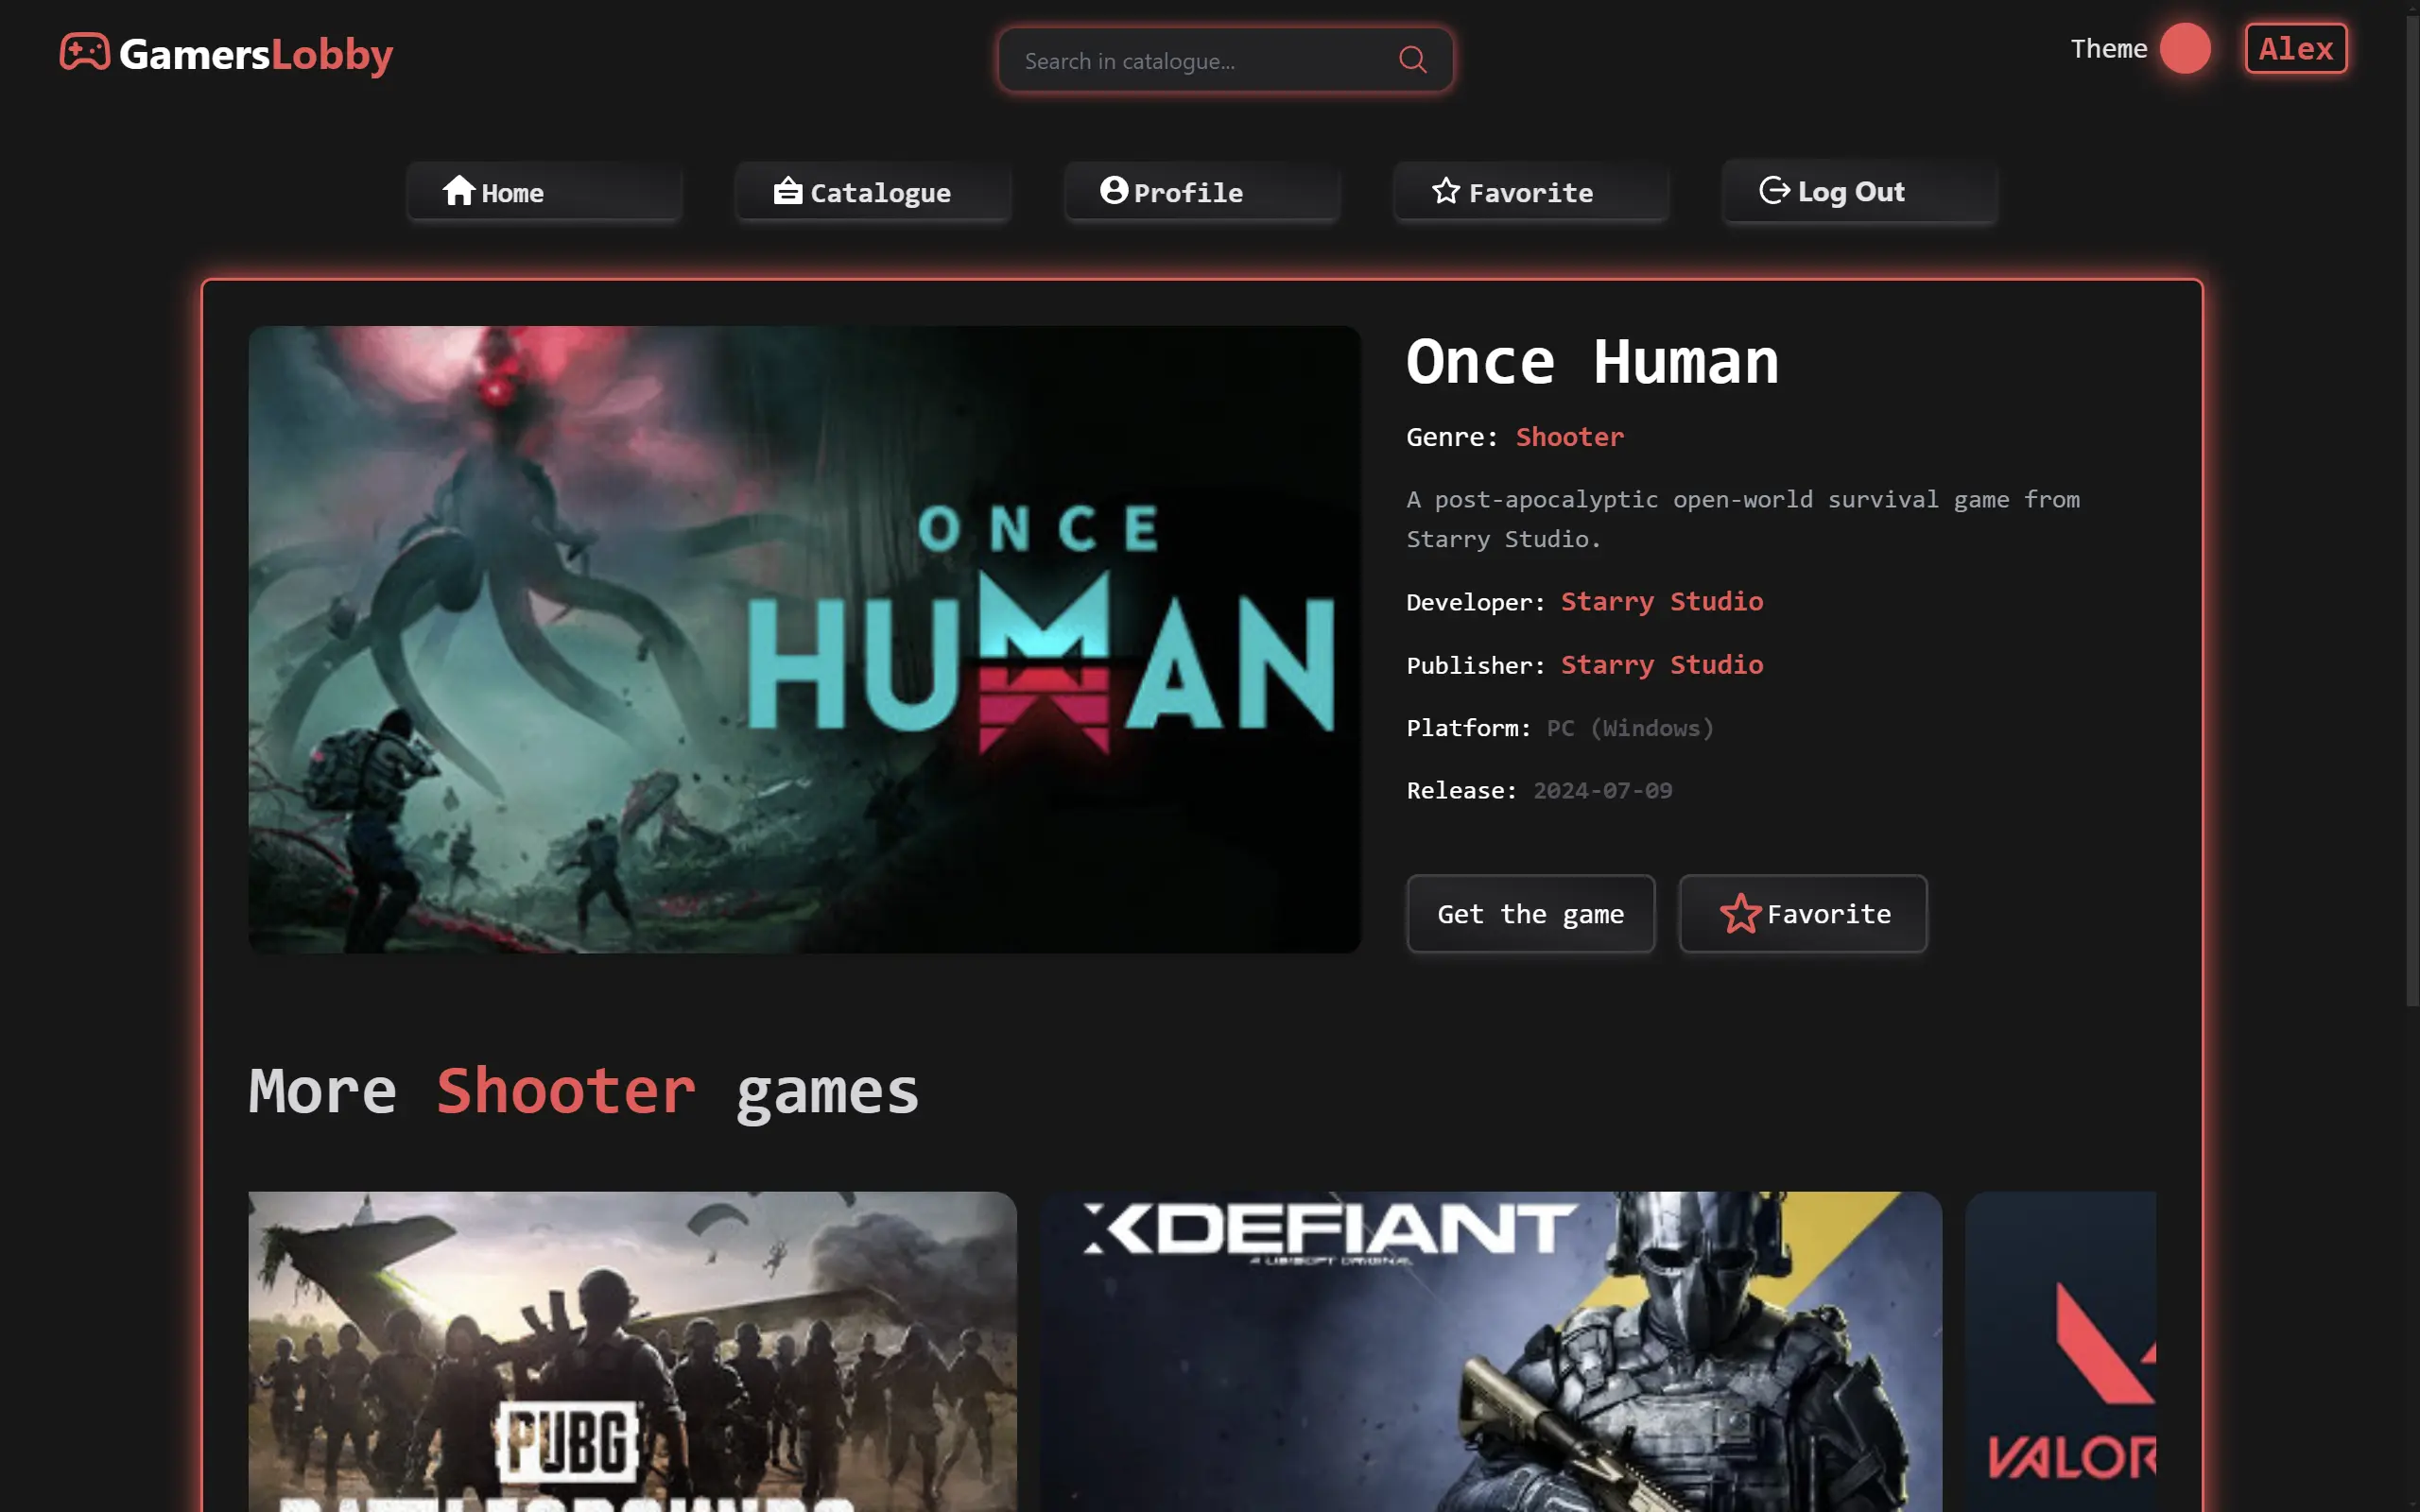 GamersLobby
Search in catalogue...
Theme
Alex
Home
Catalogue
Profile
Favorite
Log Out
ONCE
HUMAN
Once Human
Genre: Shooter
A post-apocalyptic open-world survival game from
Starry Studio.
Developer: Starry Studio
Publisher: Starry Studio
Platform: PC (Windows)
Release: 2024-07-09
Get the game
Favorite
More Shooter games
PUBG
BATTLEGROUNDS
XDEFIANT
A UBISOFT ORIGINAL
VALOR